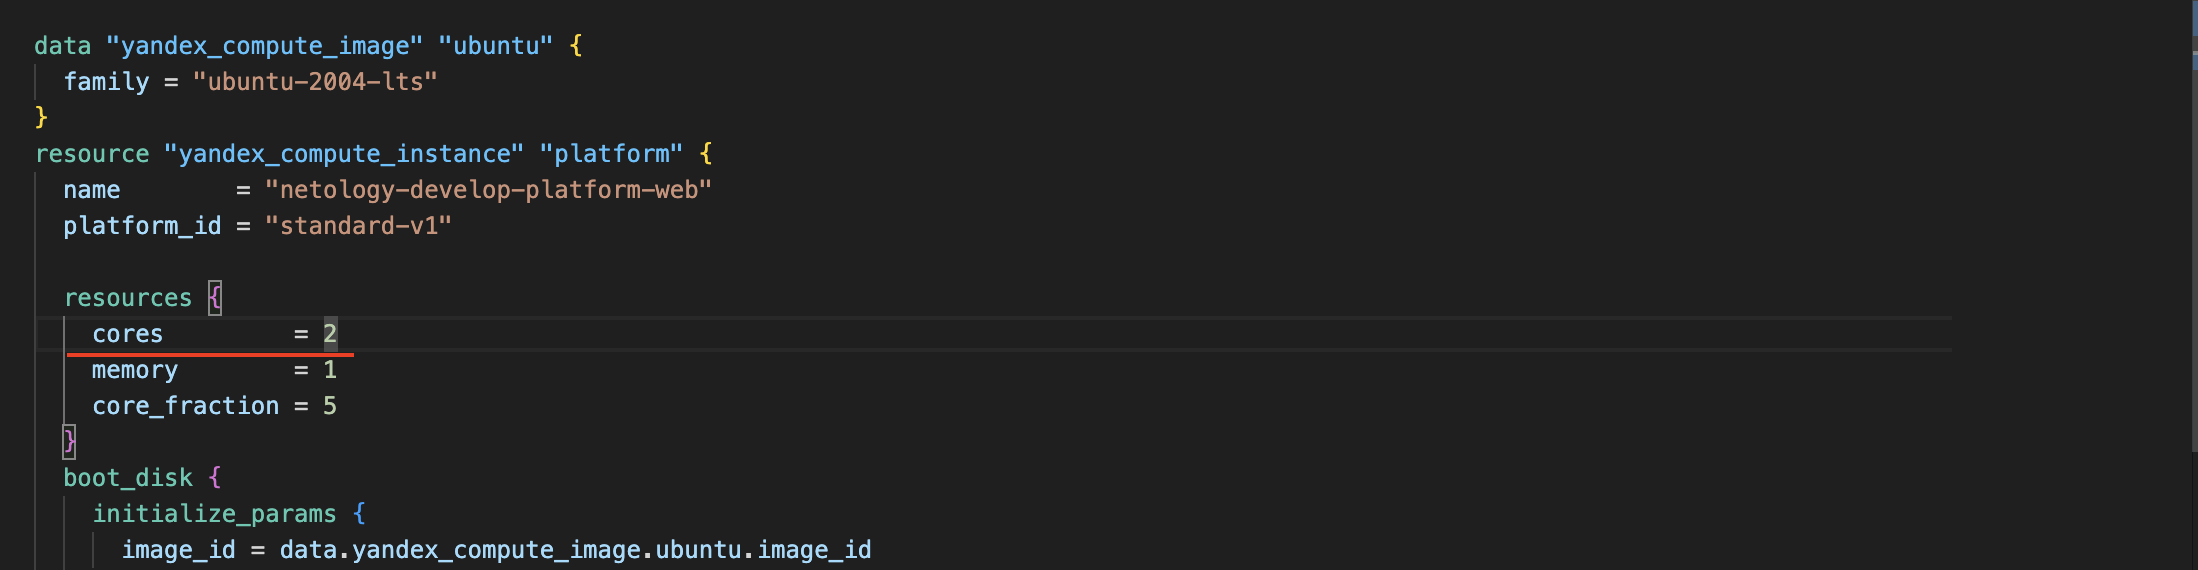 data "yandex_compute_image" "ubuntu" {
  family = "ubuntu-2004-lts"
}
resource "yandex_compute_instance" "platform" {
  name        = "netology-develop-platform-web"
  platform_id = "standard-v1"

  resources {
    cores         = 2
    memory        = 1
    core_fraction = 5
  }
  boot_disk {
    initialize_params {
      image_id = data.yandex_compute_image.ubuntu.image_id